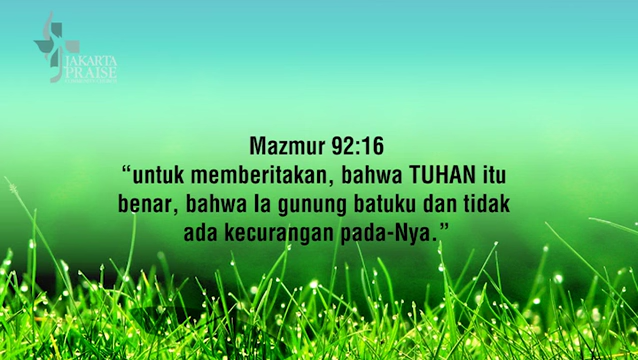 JAKARTA
PRAISE
Mazmur 92:16
“untuk memberitakan, bahwa TUHAN itu
benar, bahwa Ia gunung batuku dan tidak
ada kecurangan pada-Nya.”